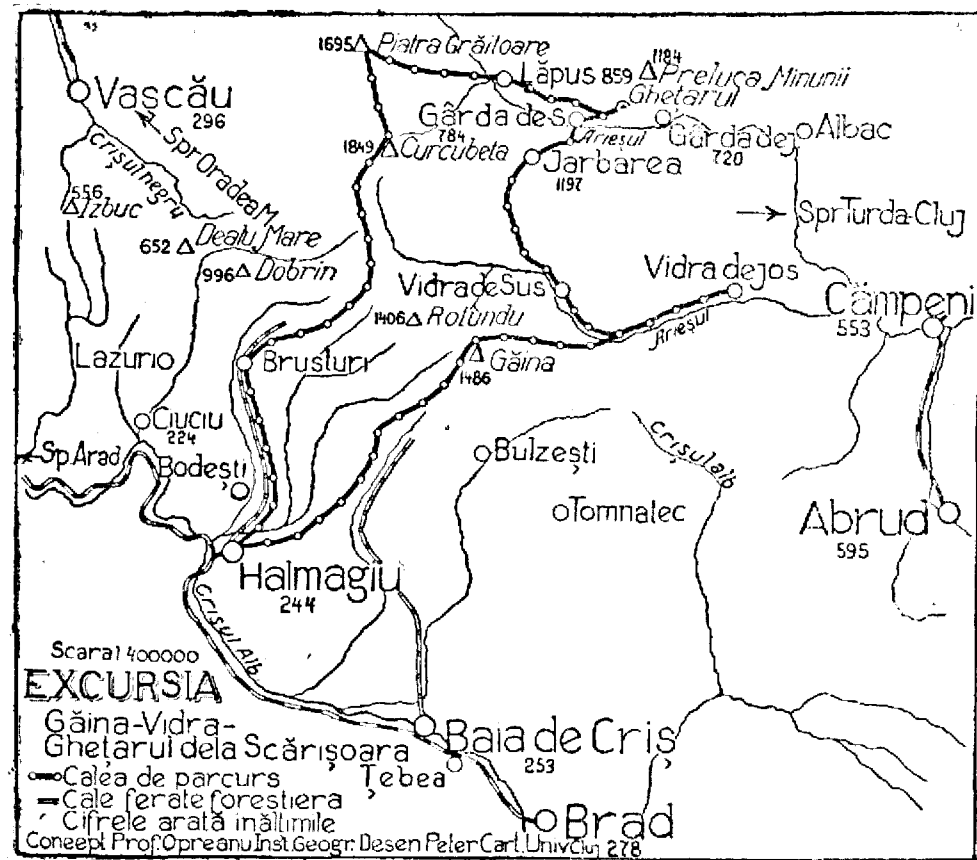 1695 Piatra Grăitoare
1184
Lăpus 859 Preluca Minunii
Ghețarul
Vașcău
296
Gârda de S
784
Arieșul
Gârda de J
720
Albac
Spr Oradea M
Crișul negru
1849 Curcubeta
Jarbarea
1197
556
Izbuc
652 Dealu Mare
996 Dobrin
Spr Turda-Cluj
Vidra de Sus
Vidra de jos
1406 Rotundu
Arieșul
Câmpeni
553
Lazurio
Brusturi
Găina
1486
Ciuciu
224
Sp. Arad
Bodești
Bulzești
Crișul alb
Tomnatec
Abrud
595
Halmagiu
244
Crișul Alb
Scara 1 400000
EXCURSIA
Găina-Vidra-
Ghețarul dela Scărișoara
Baia de Criș
253
Țebea
Calea de parcurs
Cale ferate forestiera
Cifrele arată inăltimile
Brad
278
Concept Prof. Opreanu Inst. Geogr. Desen Peter Cart. Univ Cluj